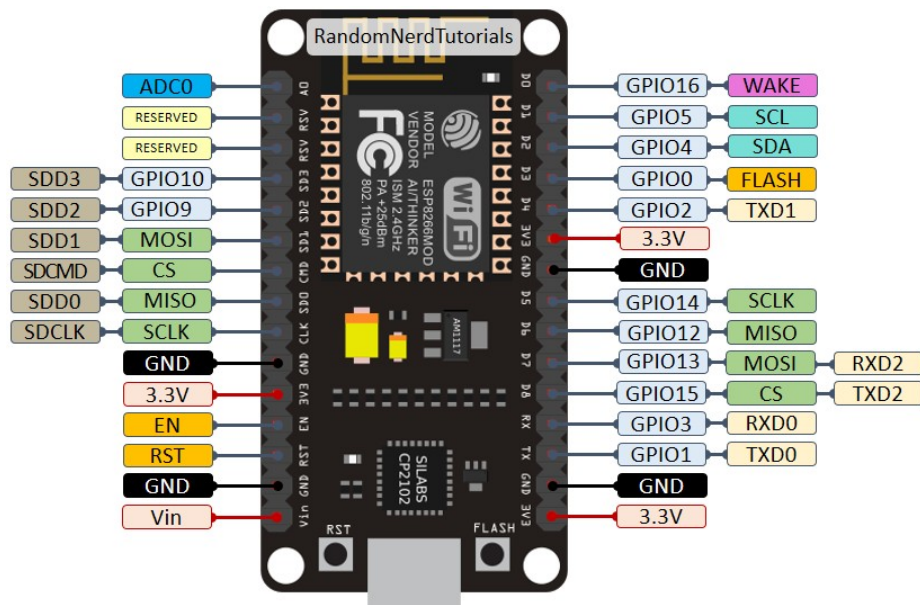 RandomNerdTutorials
ADC0
RESERVED
RESERVED
SDD3 GPIO10
SDD2 GPIO9
SDD1 MOSI
SDCMD CS
SDD0 MISO
SDCLK SCLK
GND
3.3V
EN
RST
GND
Vin
A0
RSV
RSV
SD3
SD2
SD1
CMD
SD0
CLK
GND
3V3
EN
RST
GND
Vin
FC
MODEL ESP8266MOD
VENDOR AI/THINKER
ISM 2.4GHz
PA +25dBm
802.11b/g/n
Wi Fi
AM1117
SILABS
CP2102
RST
FLASH
D0
D1
D2
D3
D4
3V3
GND
D5
D6
D7
D8
RX
TX
GND
3V3
GPIO16 WAKE
GPIO5 SCL
GPIO4 SDA
GPIO0 FLASH
GPIO2 TXD1
3.3V
GND
GPIO14 SCLK
GPIO12 MISO
GPIO13 MOSI RXD2
GPIO15 CS TXD2
GPIO3 RXD0
GPIO1 TXD0
GND
3.3V